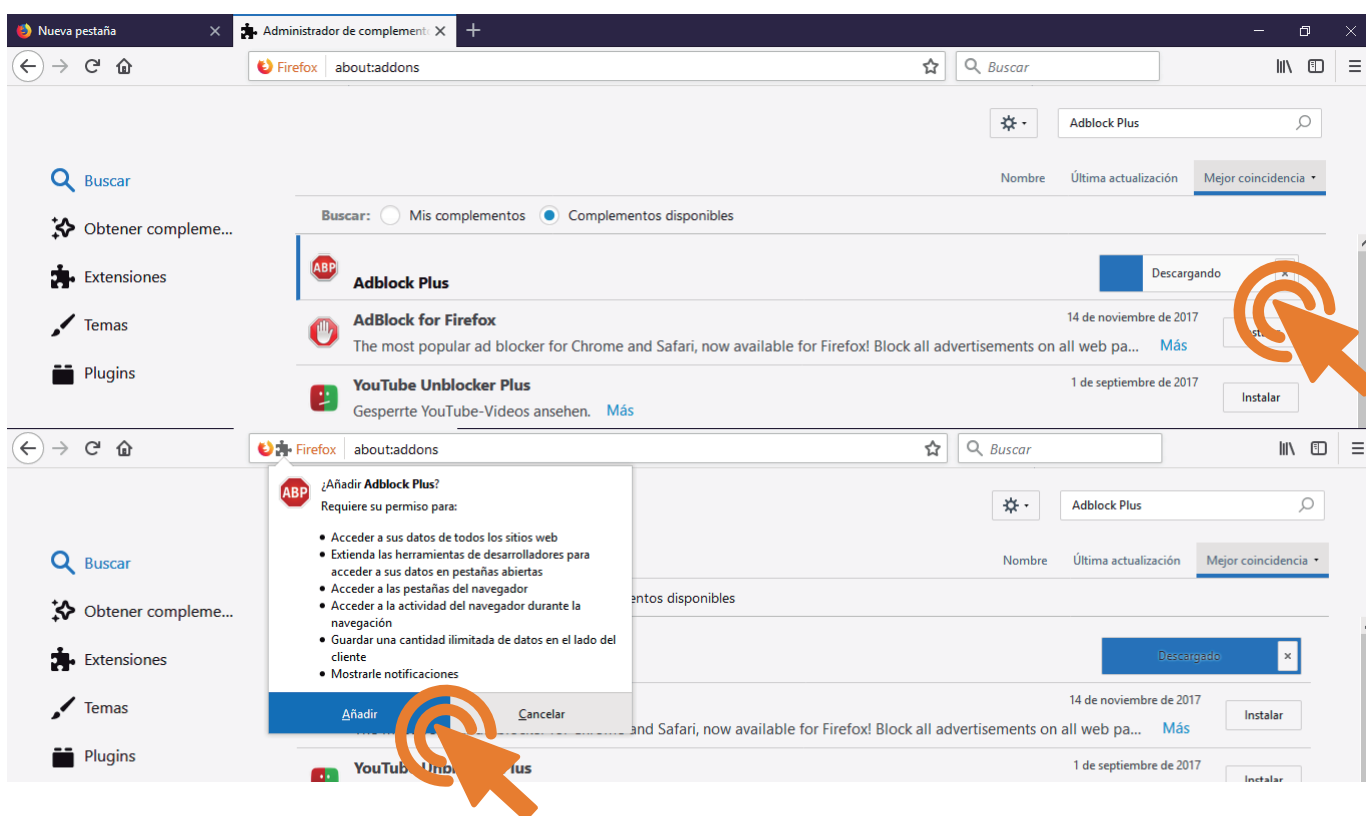 Nueva pestaña
Administrador de complement
Firefox about:addons
Buscar
Adblock Plus
Buscar
Nombre Última actualización Mejor coincidencia
Obtener compleme...
Buscar: Mis complementos Complementos disponibles
Extensiones
ABP
Adblock Plus
Descargando
Temas
AdBlock for Firefox
14 de noviembre de 2017
The most popular ad blocker for Chrome and Safari, now available for Firefox! Block all advertisements on all web pa... Más
Plugins
YouTube Unblocker Plus
1 de septiembre de 2017
Instalar
Gesperrte YouTube-Videos ansehen. Más
Firefox about:addons
Buscar
ABP
¿Añadir Adblock Plus?
Requiere su permiso para:
• Acceder a sus datos de todos los sitios web
• Extienda las herramientas de desarrolladores para
acceder a sus datos en pestañas abiertas
• Acceder a las pestañas del navegador
• Acceder a la actividad del navegador durante la
navegación
• Guardar una cantidad ilimitada de datos en el lado del
cliente
• Mostrarle notificaciones
Añadir Cancelar
Adblock Plus
Buscar
Nombre Última actualización Mejor coincidencia
Obtener compleme...
entos disponibles
Extensiones
Descargado
Temas
14 de noviembre de 2017
Instalar
and Safari, now available for Firefox! Block all advertisements on all web pa... Más
Plugins
1 de septiembre de 2017
Instalar